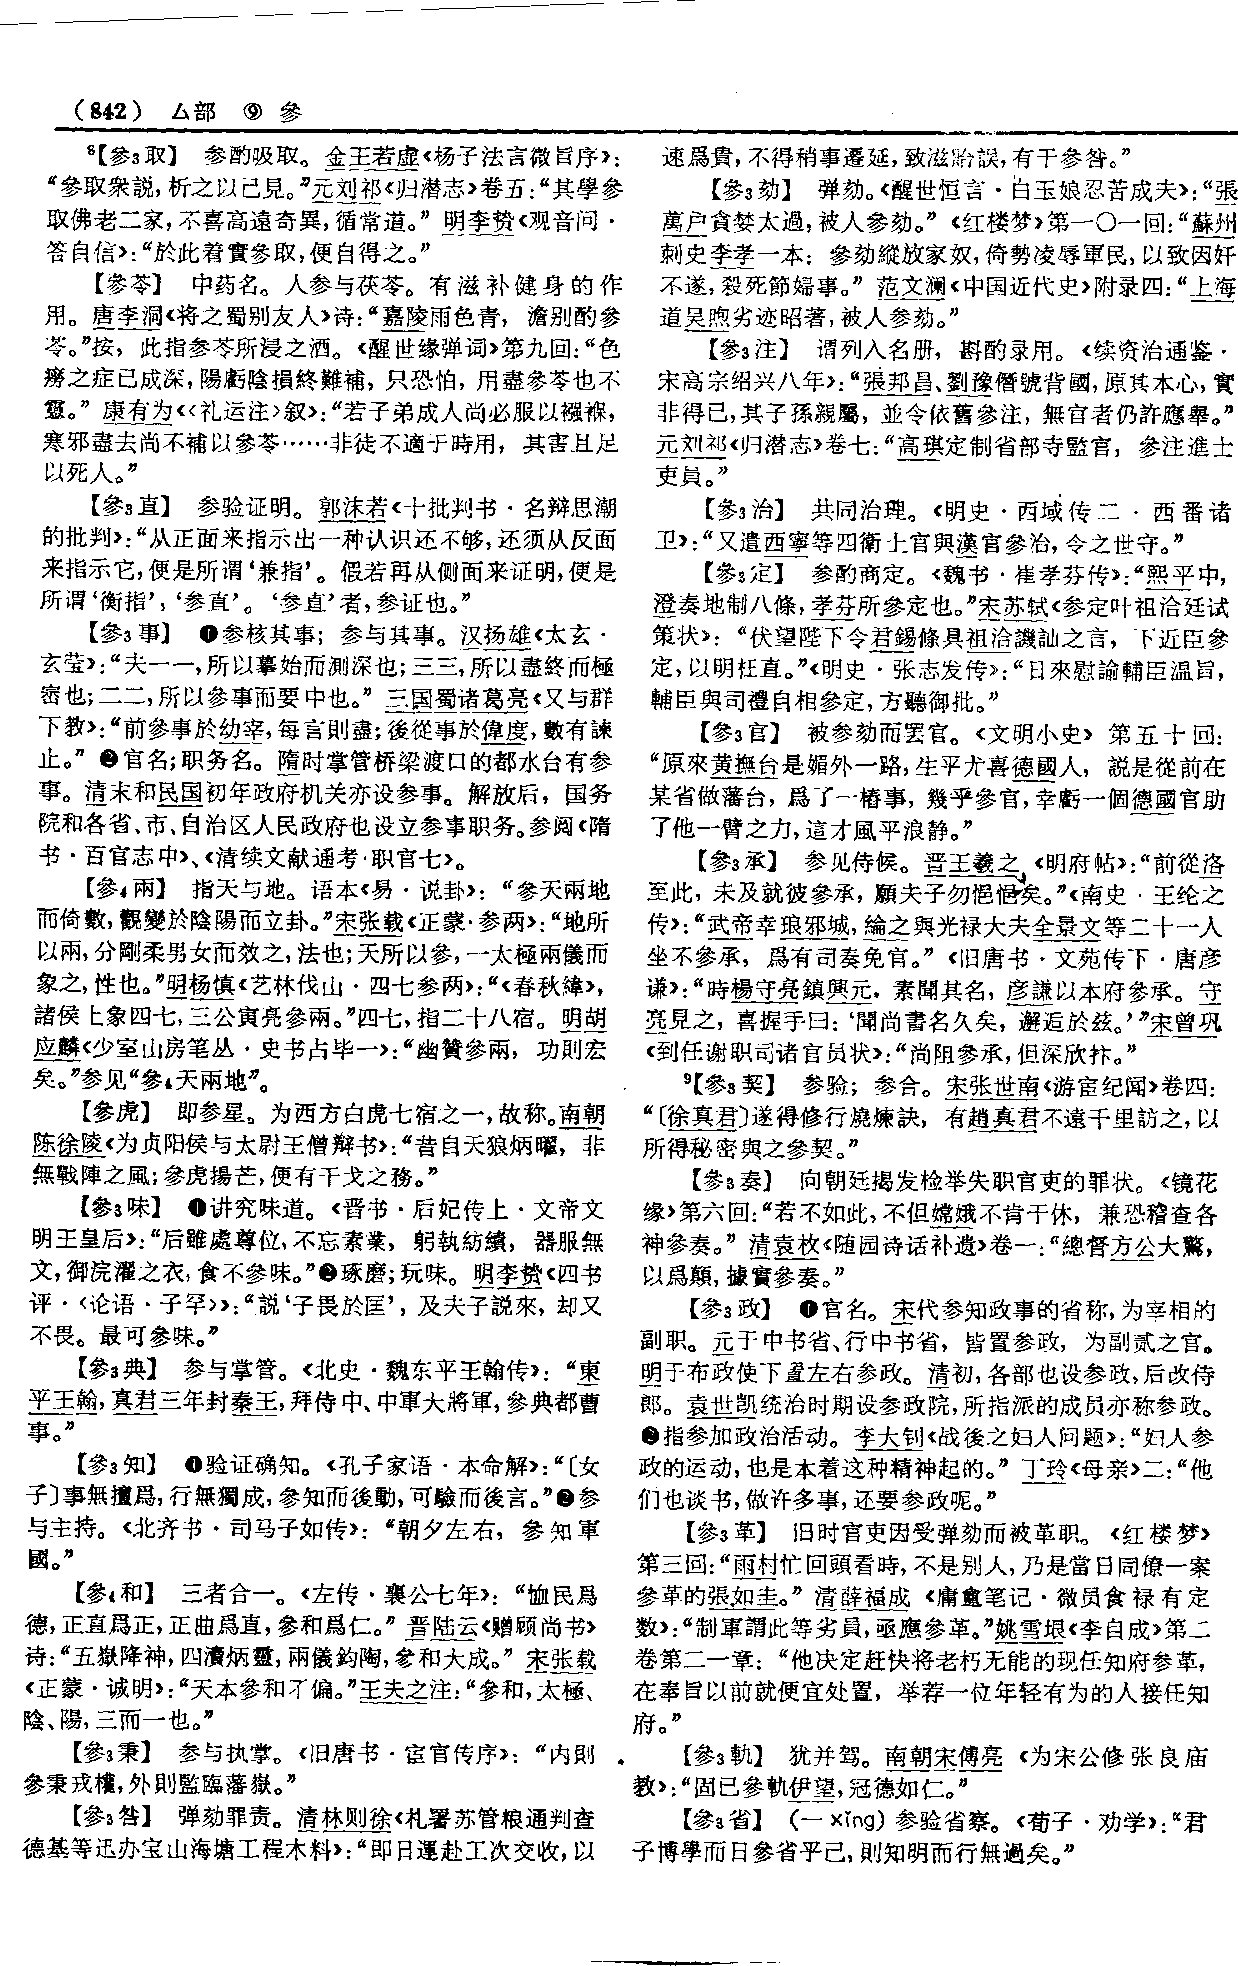 （842） 厶部 ⑨ 參
⁸【參₃取】 参酌吸取。金王若虚《杨子法言微旨序》：
“參取衆説，析之以己見。”元刘祁《归潜志》卷五：“其學參
取佛老二家，不喜高遠奇異，循常道。”明李贽《观音问·
答自信》：“於此着實參取，便自得之。”
【參苓】 中药名。人参与茯苓。有滋补健身的作
用。唐李洞《将之蜀别友人》诗：“嘉陵雨色青，澹别酌參
苓。”按，此指参苓所浸之酒。《醒世缘弹词》第九回：“色
癆之症已成深，陽虧陰損終難補，只恐怕，用盡參苓也不
靈。”康有为《〈礼运注〉叙》：“若子弟成人尚必服以襁褓，
寒邪盡去尚不補以參苓……非徒不適于時用，其害且足
以死人。”
【參₃直】 参验证明。郭沫若《十批判书·名辩思潮
的批判》：“从正面来指示出一种认识还不够，还须从反面
来指示它，便是所谓‘兼指’。假若再从侧面来证明，便是
所谓‘衡指’，‘参直’。‘参直’者，参证也。”
【參₃事】 ❶参核其事；参与其事。汉扬雄《太玄·
玄莹》：“夫一一，所以摹始而測深也；三三，所以盡終而極
崇也；二二，所以參事而要中也。”三国蜀诸葛亮《又与群
下教》：“前參事於幼宰，每言則盡；後從事於偉度，數有諫
止。”❷官名；职务名。隋时掌管桥梁渡口的都水台有参
事。清末和民国初年政府机关亦设参事。解放后，国务
院和各省、市、自治区人民政府也设立参事职务。参阅《隋
书·百官志中》、《清续文献通考·职官七》。
【參₄兩】 指天与地。语本《易·说卦》：“參天兩地
而倚數，觀變於陰陽而立卦。”宋张载《正蒙·参两》：“地所
以兩，分剛柔男女而效之，法也；天所以參，一太極兩儀而
象之，性也。”明杨慎《艺林伐山·四七参两》：“《春秋緯》，
諸侯上象四七，三公寅亮參兩。”四七，指二十八宿。明胡
应麟《少室山房笔丛·史书占毕一》：“幽贊參兩，功則宏
矣。”参见“參₄天兩地”。
【參虎】 即参星。为西方白虎七宿之一，故称。南朝
陈徐陵《为贞阳侯与太尉王僧辩书》：“昔自天狼炳曜，非
無戰陣之風；參虎揚芒，便有干戈之務。”
【參₃味】 ❶讲究味道。《晋书·后妃传上·文帝文
明王皇后》：“后雖處尊位，不忘素業，躬執紡績，器服無
文，御浣濯之衣，食不參味。”❷琢磨；玩味。明李贽《四书
评·〈论语·子罕〉》：“説‘子畏於匡’，及夫子説來，却又
不畏。最可參味。”
【參₃典】 参与掌管。《北史·魏东平王翰传》：“東
平王翰，真君三年封秦王，拜侍中、中軍大將軍，參典都曹
事。”
【參₃知】 ❶验证确知。《孔子家语·本命解》：“〔女
子〕事無擅爲，行無獨成，參知而後動，可驗而後言。”❷参
与主持。《北齐书·司马子如传》：“朝夕左右，參知軍
國。”
【參₄和】 三者合一。《左传·襄公七年》：“恤民爲
德，正直爲正，正曲爲直，參和爲仁。”晋陆云《赠顾尚书》
诗：“五嶽降神，四瀆炳靈，兩儀鈞陶，參和大成。”宋张载
《正蒙·诚明》：“天本參和不偏。”王夫之注：“參和，太極、
陰、陽，三而一也。”
【參₃秉】 参与执掌。《旧唐书·宦官传序》：“内則
參秉戎權，外則監臨藩嶽。”
【參₃咎】 弹劾罪责。清林则徐《札署苏管粮通判查
德基等迅办宝山海塘工程木料》：“即日運赴工次交收，以
速爲貴，不得稍事遷延，致滋貽誤，有干參咎。”
【參₃劾】 弹劾。《醒世恒言·白玉娘忍苦成夫》：“張
萬户貪婪太過，被人參劾。”《红楼梦》第一〇一回：“蘇州
刺史李孝一本：參劾縱放家奴，倚勢凌辱軍民，以致因奸
不遂，殺死節婦事。”范文澜《中国近代史》附录四：“上海
道吴煦劣迹昭著，被人参劾。”
【參₃注】 谓列入名册，斟酌录用。《续资治通鉴·
宋高宗绍兴八年》：“張邦昌、劉豫僭號背國，原其本心，實
非得已，其子孫親屬，並令依舊參注，無官者仍許應舉。”
元刘祁《归潜志》卷七：“高琪定制省部寺監官，參注進士
吏員。”
【參₃治】 共同治理。《明史·西域传二·西番诸
卫》：“又遣西寧等四衛土官與漢官參治，令之世守。”
【參₃定】 参酌商定。《魏书·崔孝芬传》：“熙平中，
澄奏地制八條，孝芬所參定也。”宋苏轼《参定叶祖洽廷试
策状》：“伏望陛下令君錫條具祖洽譏訕之言，下近臣參
定，以明枉直。”《明史·张志发传》：“日來慰諭輔臣温旨，
輔臣與司禮自相參定，方聽御批。”
【參₃官】 被参劾而罢官。《文明小史》第五十回：
“原來黄撫台是媚外一路，生平尤喜德國人，説是從前在
某省做藩台，爲了一樁事，幾乎參官，幸虧一個德國官助
了他一臂之力，這才風平浪静。”
【參₃承】 参见侍候。晋王羲之《明府帖》：“前從洛
至此，未及就彼參承，願夫子勿悒悒矣。”《南史·王纶之
传》：“武帝幸琅邪城，綸之與光禄大夫全景文等二十一人
坐不參承，爲有司奏免官。”《旧唐书·文苑传下·唐彦
谦》：“時楊守亮鎮興元，素聞其名，彦謙以本府參承。守
亮見之，喜握手曰：‘聞尚書名久矣，邂逅於兹。’”宋曾巩
《到任谢职司诸官员状》：“尚阻參承，但深欣抃。”
⁹【參₃契】 参验；参合。宋张世南《游宦纪闻》卷四：
“〔徐真君〕遂得修行燒煉訣，有趙真君不遠千里訪之，以
所得秘密與之參契。”
【參₃奏】 向朝廷揭发检举失职官吏的罪状。《镜花
缘》第六回：“若不如此，不但嫦娥不肯干休，兼恐稽查各
神參奏。”清袁枚《随园诗话补遗》卷一：“總督方公大驚，
以爲顛，據實參奏。”
【參₃政】 ❶官名。宋代参知政事的省称，为宰相的
副职。元于中书省、行中书省，皆置参政，为副贰之官。
明于布政使下置左右参政。清初，各部也设参政，后改侍
郎。袁世凯统治时期设参政院，所指派的成员亦称参政。
❷指参加政治活动。李大钊《战後之妇人问题》：“妇人参
政的运动，也是本着这种精神起的。”丁玲《母亲》二：“他
们也谈书，做许多事，还要参政呢。”
【參₃革】 旧时官吏因受弹劾而被革职。《红楼梦》
第三回：“雨村忙回頭看時，不是别人，乃是當日同僚一案
參革的張如圭。”清薛福成《庸盦笔记·微员食禄有定
数》：“制軍謂此等劣員，亟應參革。”姚雪垠《李自成》第二
卷第二一章：“他决定赶快将老朽无能的现任知府参革，
在奉旨以前就便宜处置，举荐一位年轻有为的人接任知
府。”
【參₃軌】 犹并驾。南朝宋傅亮《为宋公修张良庙
教》：“固已參軌伊望，冠德如仁。”
【參₃省】 （一xǐng）参验省察。《荀子·劝学》：“君
子博學而日參省乎己，則知明而行無過矣。”